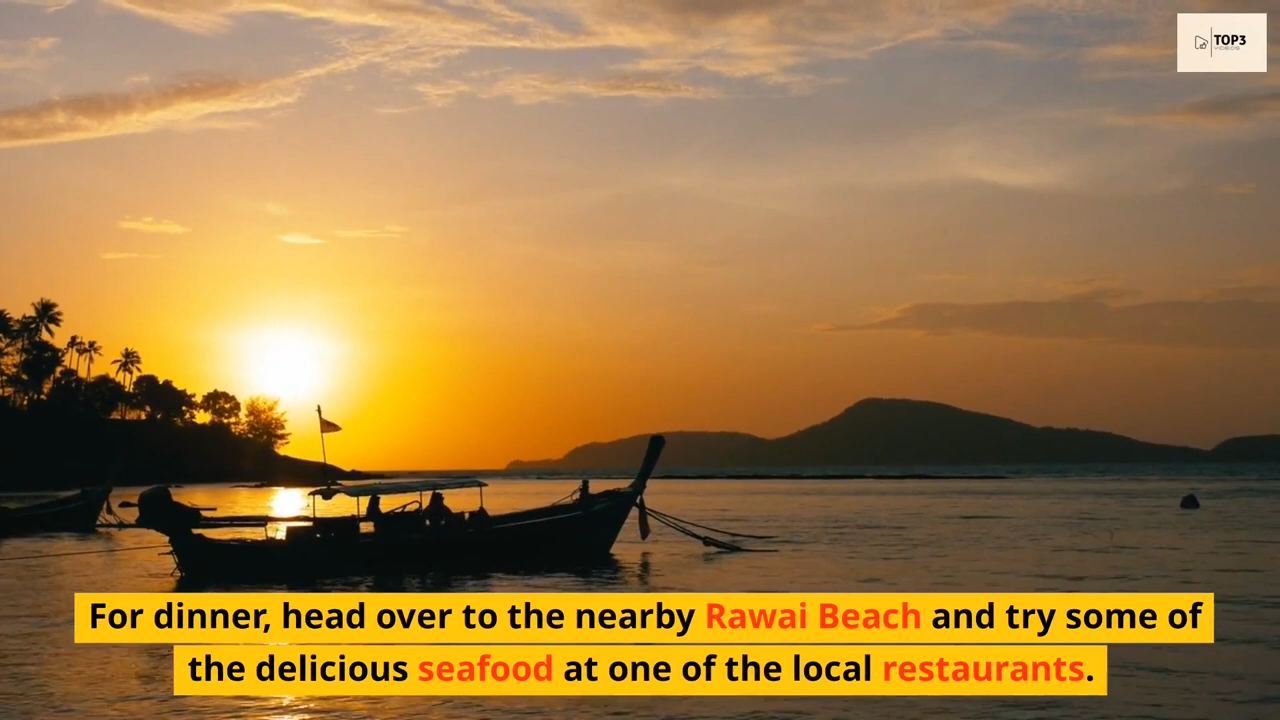 TOP3
VIDEOS
For dinner, head over to the nearby Rawai Beach and try some of
the delicious seafood at one of the local restaurants.